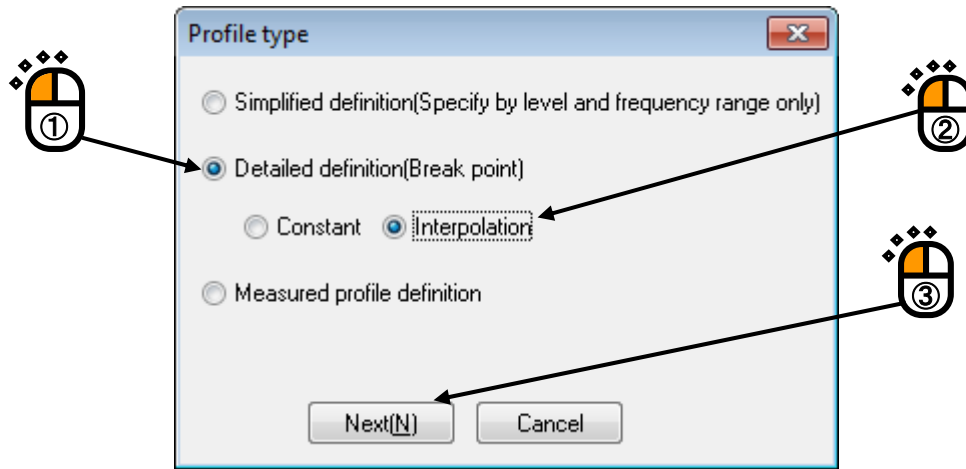 Profile type
Simplified definition(Specify by level and frequency range only)
①
②
Detailed definition(Break point)
Constant Interpolation
Measured profile definition
③
Next(N) Cancel